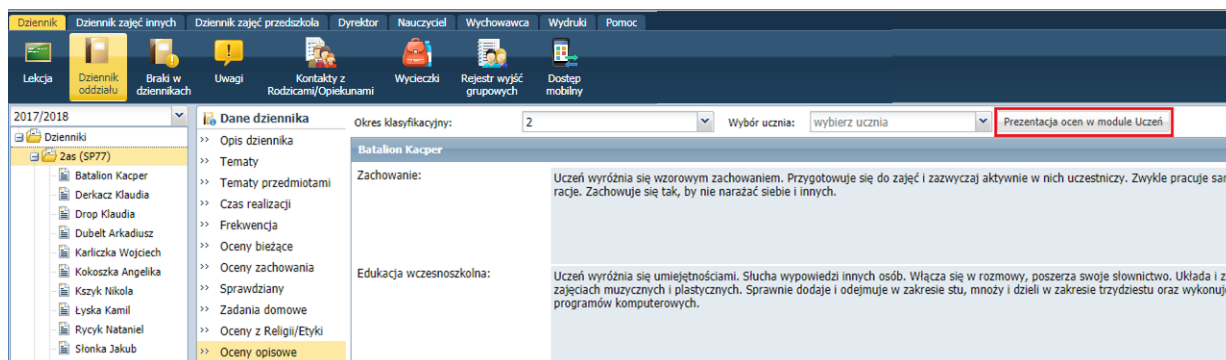 Dziennik Dziennik zajęć innych Dziennik zajęć przedszkola Dyrektor Nauczyciel Wychowawca Wydruki Pomoc
Lekcja Dziennik oddziału Braki w dziennikach Uwagi Kontakty z Rodzicami/Opiekunami Wycieczki Rejestr wyjść grupowych Dostęp mobilny
2017/2018
Dzienniki
2as (SP77)
Batalion Kacper
Derkacz Klaudia
Drop Klaudia
Dubelt Arkadiusz
Karliczka Wojciech
Kokoszka Angelika
Kszyk Nikola
Łyska Kamil
Rycyk Nataniel
Słonka Jakub
Dane dziennika
Opis dziennika
Tematy
Tematy przedmiotami
Czas realizacji
Frekwencja
Oceny bieżące
Oceny zachowania
Sprawdziany
Zadania domowe
Oceny z Religii/Etyki
Oceny opisowe
Okres klasyfikacyjny: 2 Wybór ucznia: wybierz ucznia Prezentacja ocen w module Uczeń
Batalion Kacper
Zachowanie:
Uczeń wyróżnia się wzorowym zachowaniem. Przygotowuje się do zajęć i zazwyczaj aktywnie w nich uczestniczy. Zwykle pracuje
racje. Zachowuje się tak, by nie narażać siebie i innych.
Edukacja wczesnoszkolna:
Uczeń wyróżnia się umiejętnościami. Słucha wypowiedzi innych osób. Włącza się w rozmowy, poszerza swoje słownictwo. Układa i
zajęciach muzycznych i plastycznych. Sprawnie dodaje i odejmuje w zakresie stu, mnoży i dzieli w zakresie trzydziestu oraz
programów komputerowych.